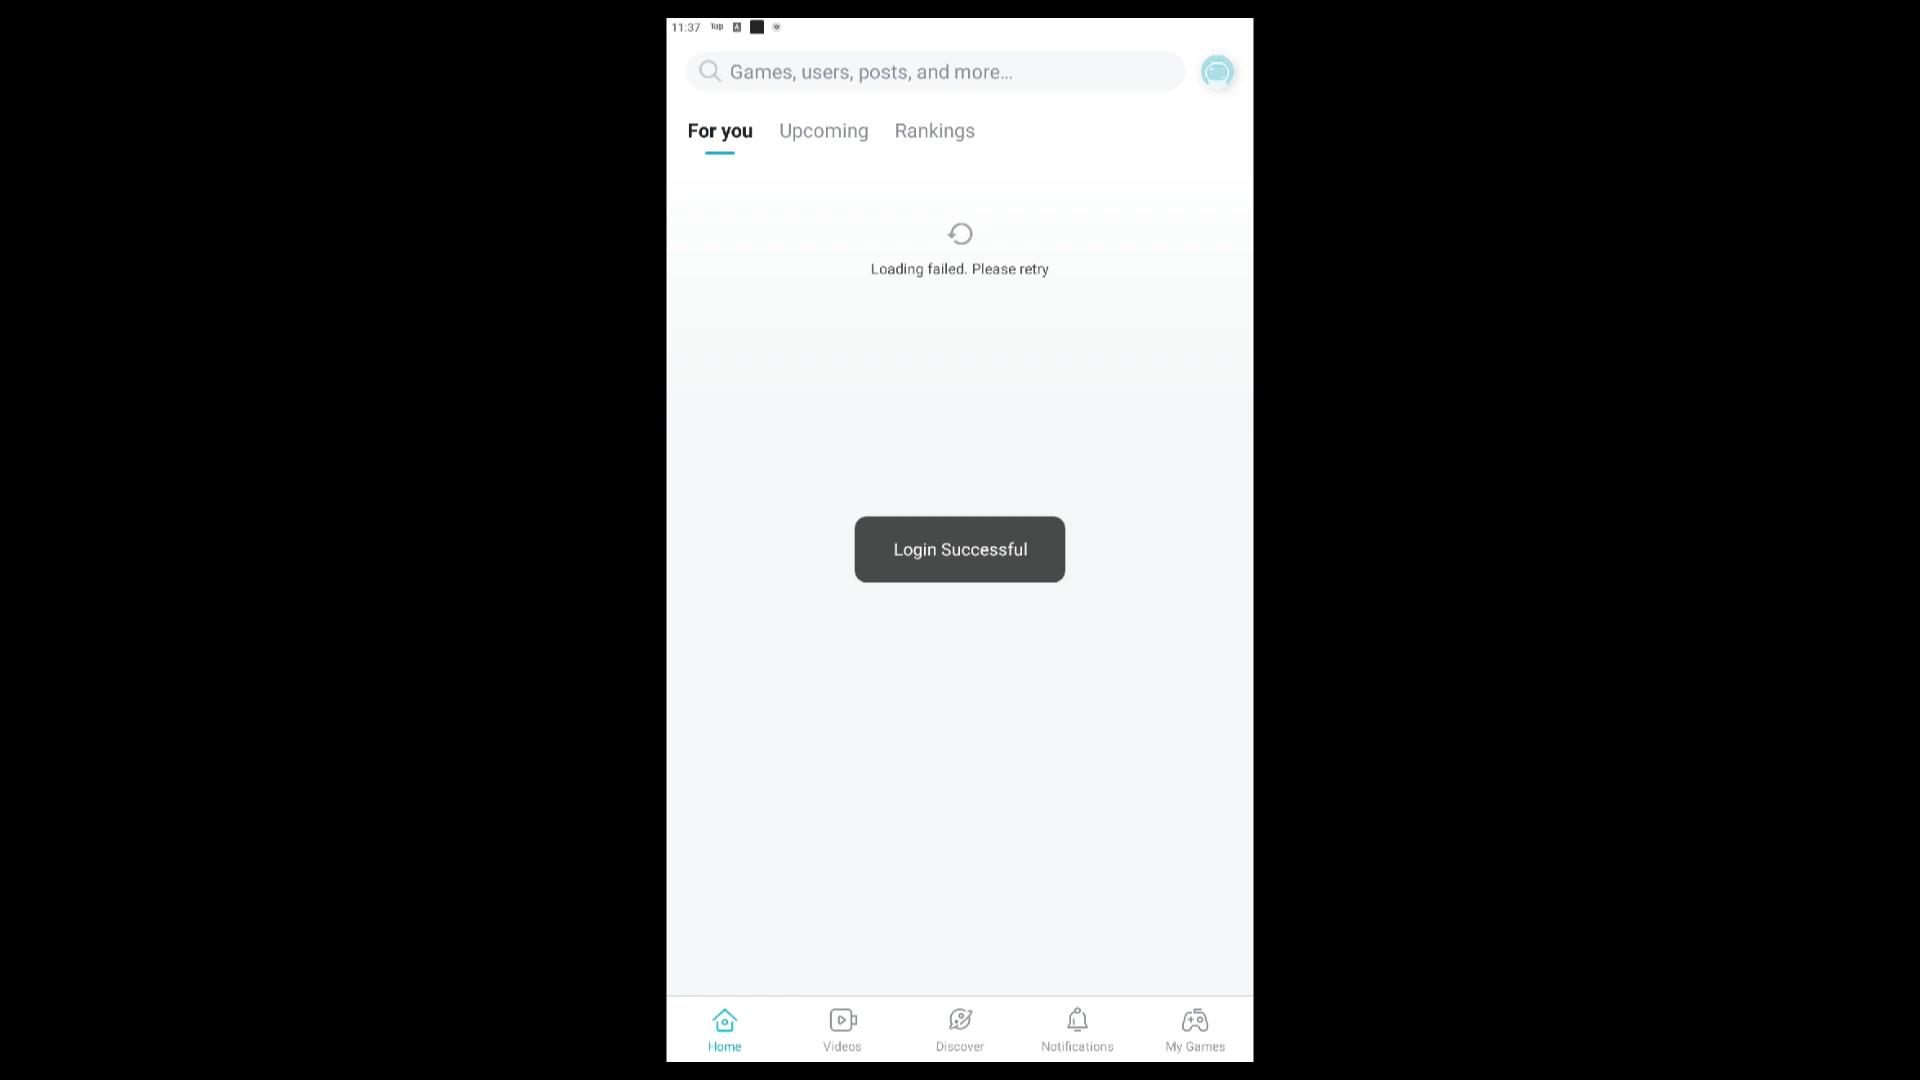 11:37 Tap
Games, users, posts, and more...
For you Upcoming Rankings
Loading failed. Please retry
Login Successful
Home Videos Discover Notifications My Games